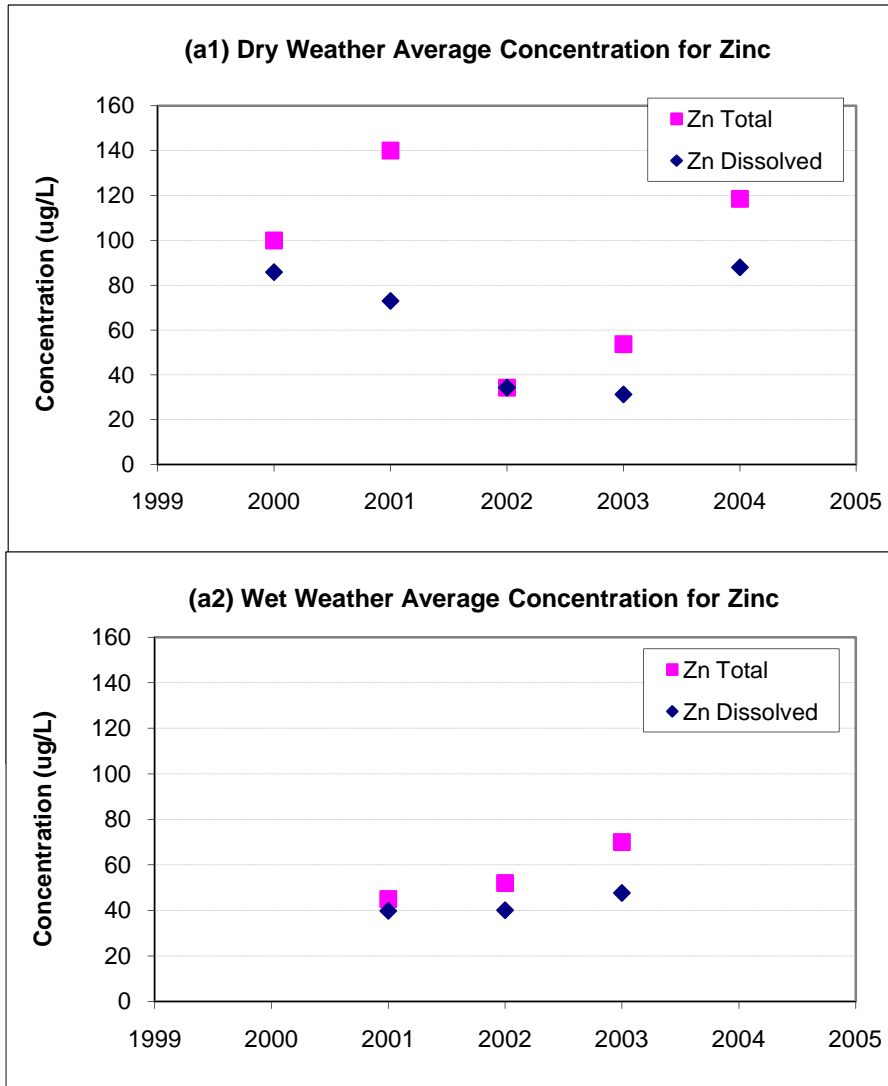 (a1) Dry Weather Average Concentration for Zinc
160
140
120
100
80
60
40
20
0
Concentration (ug/L)
Zn Total
Zn Dissolved
1999 2000 2001 2002 2003 2004 2005
(a2) Wet Weather Average Concentration for Zinc
160
140
120
100
80
60
40
20
0
Concentration (ug/L)
Zn Total
Zn Dissolved
1999 2000 2001 2002 2003 2004 2005